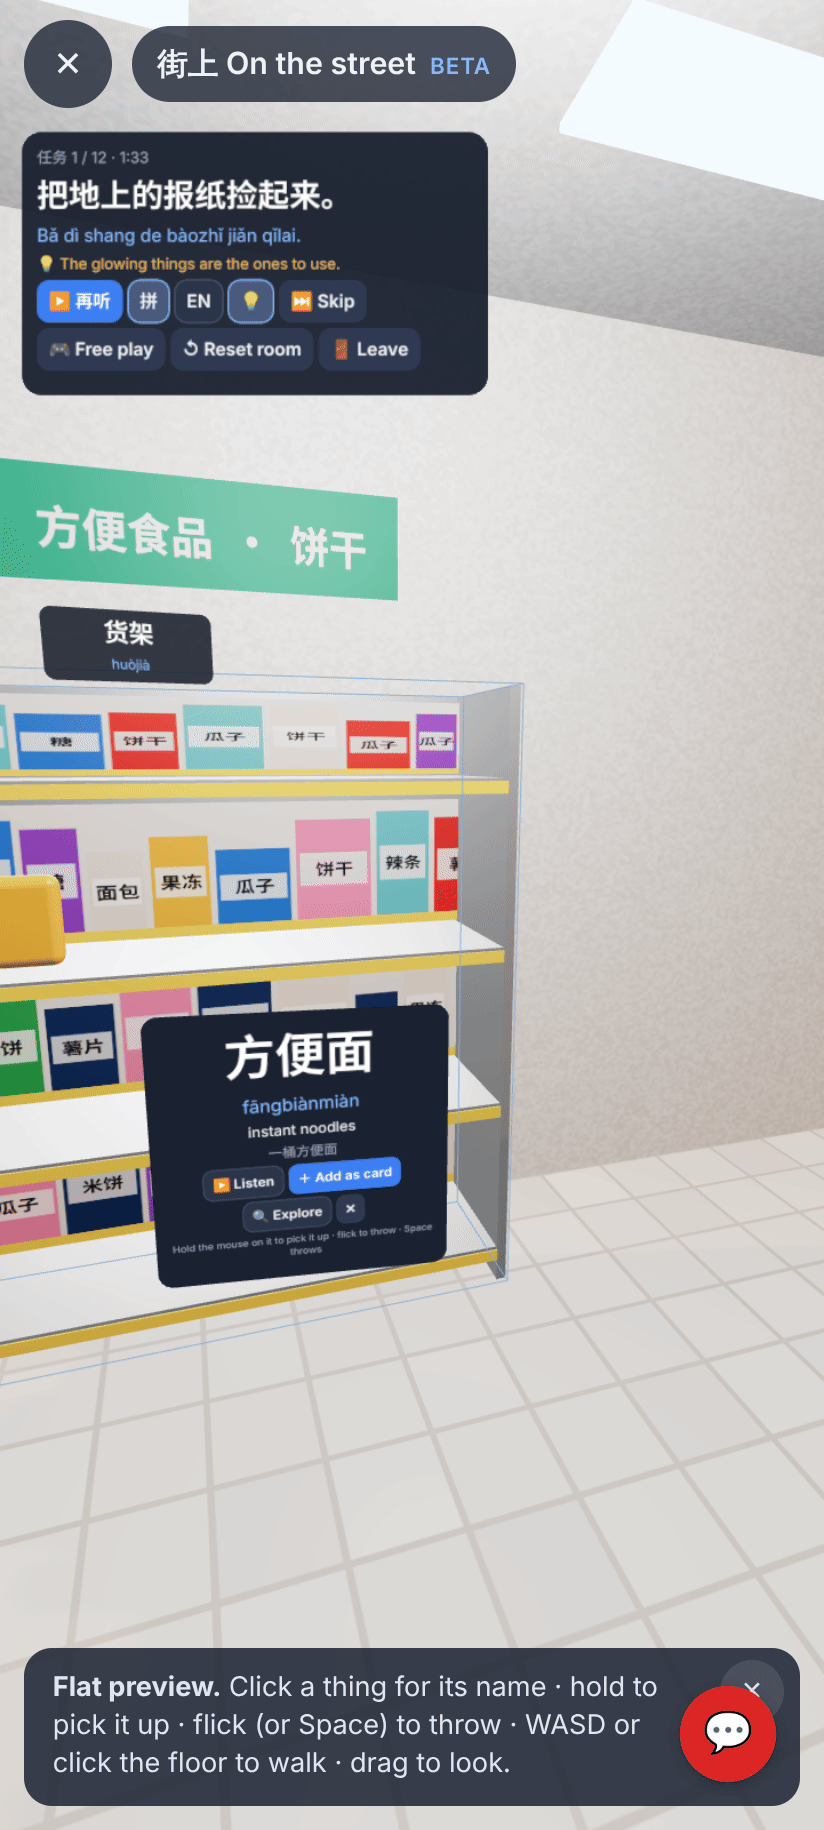 街上 On the street BETA
任务 1 / 12 · 1:33
把地上的报纸捡起来。
Bǎ dì shang de bàozhǐ jiǎn qǐlai.
💡 The glowing things are the ones to use.
▶️ 再听 拼 EN 💡 ⏭️ Skip
🎮 Free play ↺ Reset room 🚪 Leave
方便食品 · 饼干
货架
huòjià
糖 饼干 瓜子 饼干 瓜子 瓜子
面包 果冻 瓜子 饼干 辣条
饼 薯片
瓜子 米饼
方便面
fāngbiànmiàn
instant noodles
一桶方便面
▶️ Listen + Add as card
🔍 Explore ×
Hold the mouse on it to pick it up · flick to throw · Space
throws
Flat preview. Click a thing for its name · hold to
pick it up · flick (or Space) to throw · WASD or
click the floor to walk · drag to look.